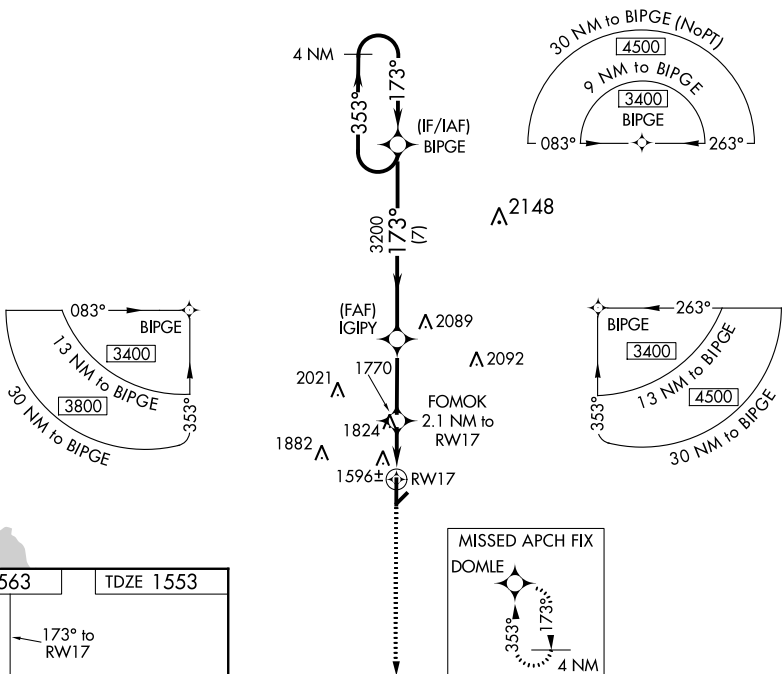 4 NM
353°
173°
(IF/IAF)
BIPGE
30 NM to BIPGE (NoPT)
4500
9 NM to BIPGE
3400
BIPGE
083°
263°
3200
173°
(7)
2148
083°
BIPGE
3400
13 NM to BIPGE
3800
30 NM to BIPGE
353°
(FAF)
IGIPY
2089
2092
1770
2021
FOMOK
2.1 NM to
RW17
1824
1882
1596±
RW17
263°
BIPGE
3400
13 NM to BIPGE
4500
30 NM to BIPGE
353°
563
TDZE 1553
173° to
RW17
MISSED APCH FIX
DOMLE
353°
173°
4 NM